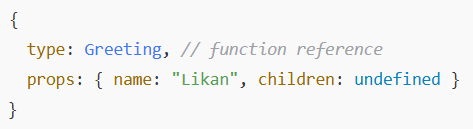 {
  type: Greeting, // function reference
  props: { name: "Likan", children: undefined }
}